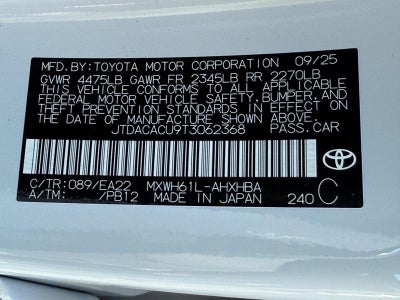 MFD. BY: TOYOTA MOTOR CORPORATION 09/25
GVWR 4475LB GAWR FR 2345LB RR 2270LB
THIS VEHICLE CONFORMS TO ALL APPLICABLE
FEDERAL MOTOR VEHICLE SAFETY, BUMPER, AND
THEFT PREVENTION STANDARDS IN EFFECT ON
THE DATE OF MANUFACTURE SHOWN ABOVE.
JTDACACU9T3062368 PASS.CAR
C/TR: 089/EA22 MXWH61L-AHXHBA
A/TM: /PB12 MADE IN JAPAN 240 C
TOYOTA